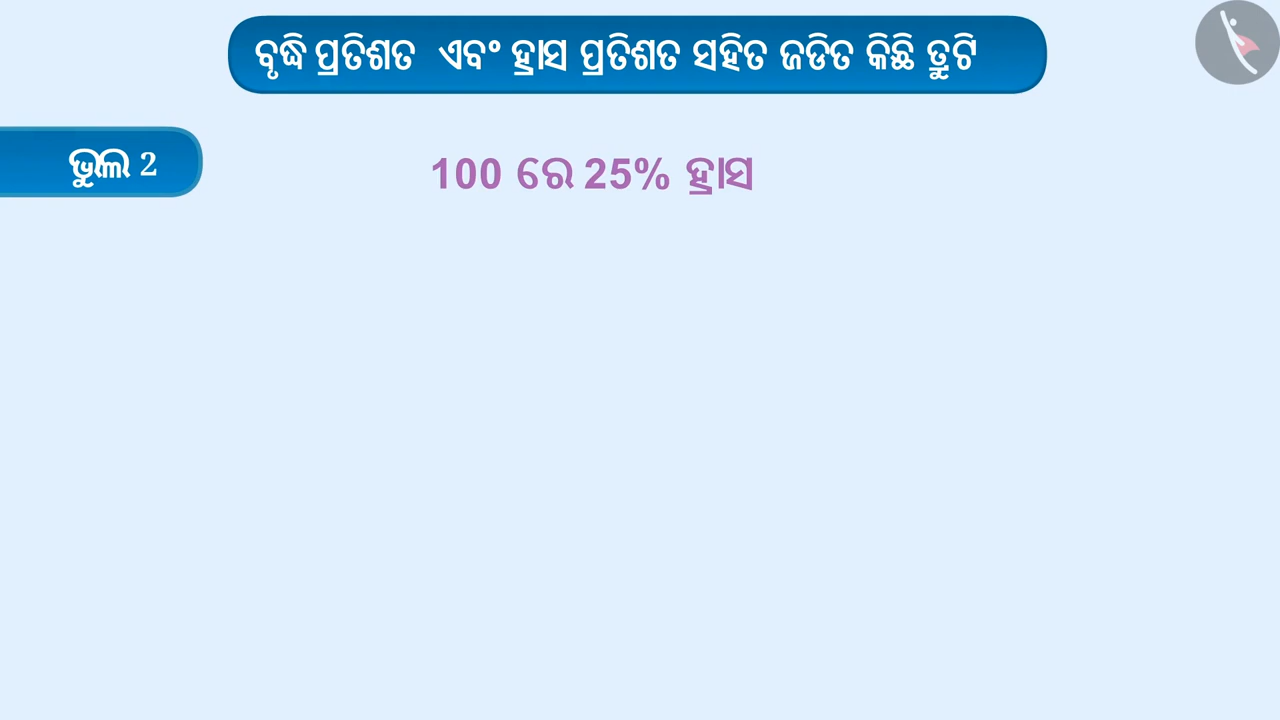 ବୃଦ୍ଧି ପ୍ରତିଶତ ଏବଂ ହ୍ରାସ ପ୍ରତିଶତ ସହିତ ଜଡିତ କିଛି ତ୍ରୁଟି
ଭୁଲ 2
100 ରେ 25% ହ୍ରାସ